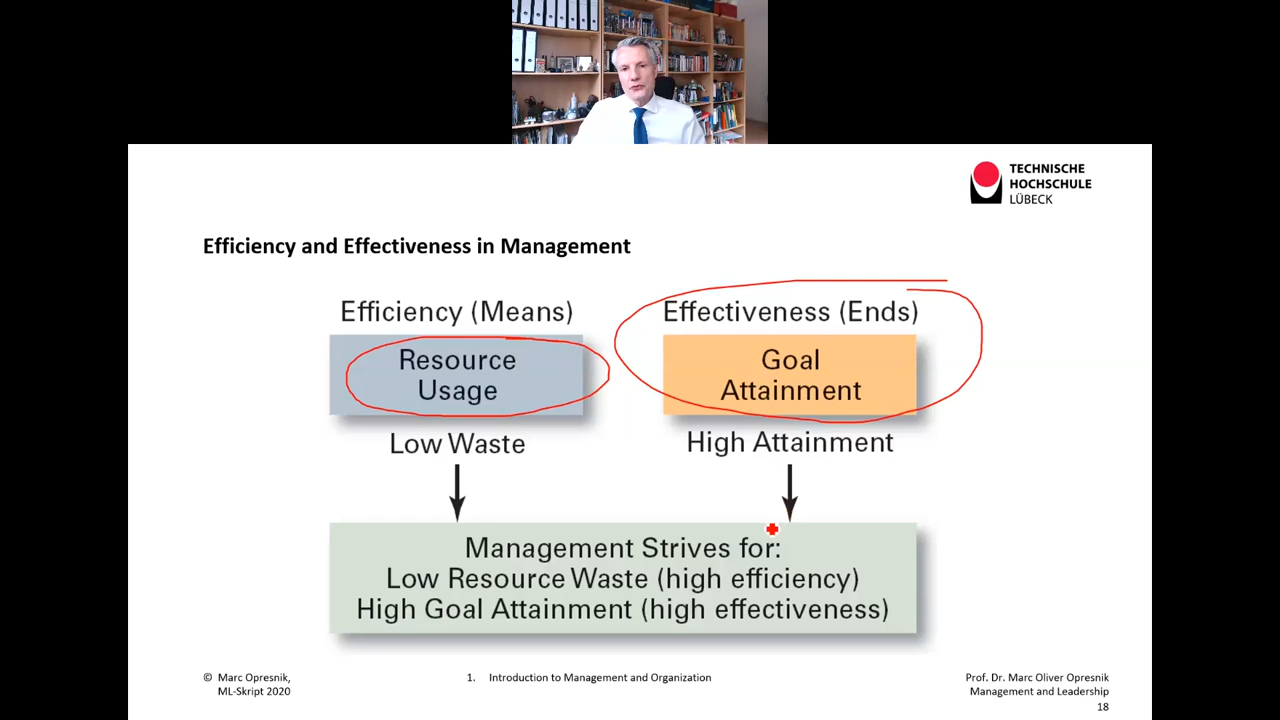 TECHNISCHE
HOCHSCHULE
LÜBECK
Efficiency and Effectiveness in Management
Efficiency (Means)
Effectiveness (Ends)
Resource
Usage
Goal
Attainment
Low Waste
High Attainment
Management Strives for:
Low Resource Waste (high efficiency)
High Goal Attainment (high effectiveness)
© Marc Opresnik,
ML-Skript 2020
1. Introduction to Management and Organization
Prof. Dr. Marc Oliver Opresnik
Management and Leadership
18